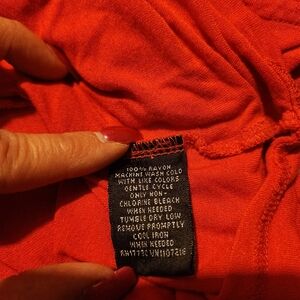 100% RAYON
MACHINE WASH COLD
WITH LIKE COLORS
GENTLE CYCLE
ONLY NON-
CHLORINE BLEACH
WHEN NEEDED
TUMBLE DRY LOW
REMOVE PROMPTLY
COOL IRON
WHEN NEEDED